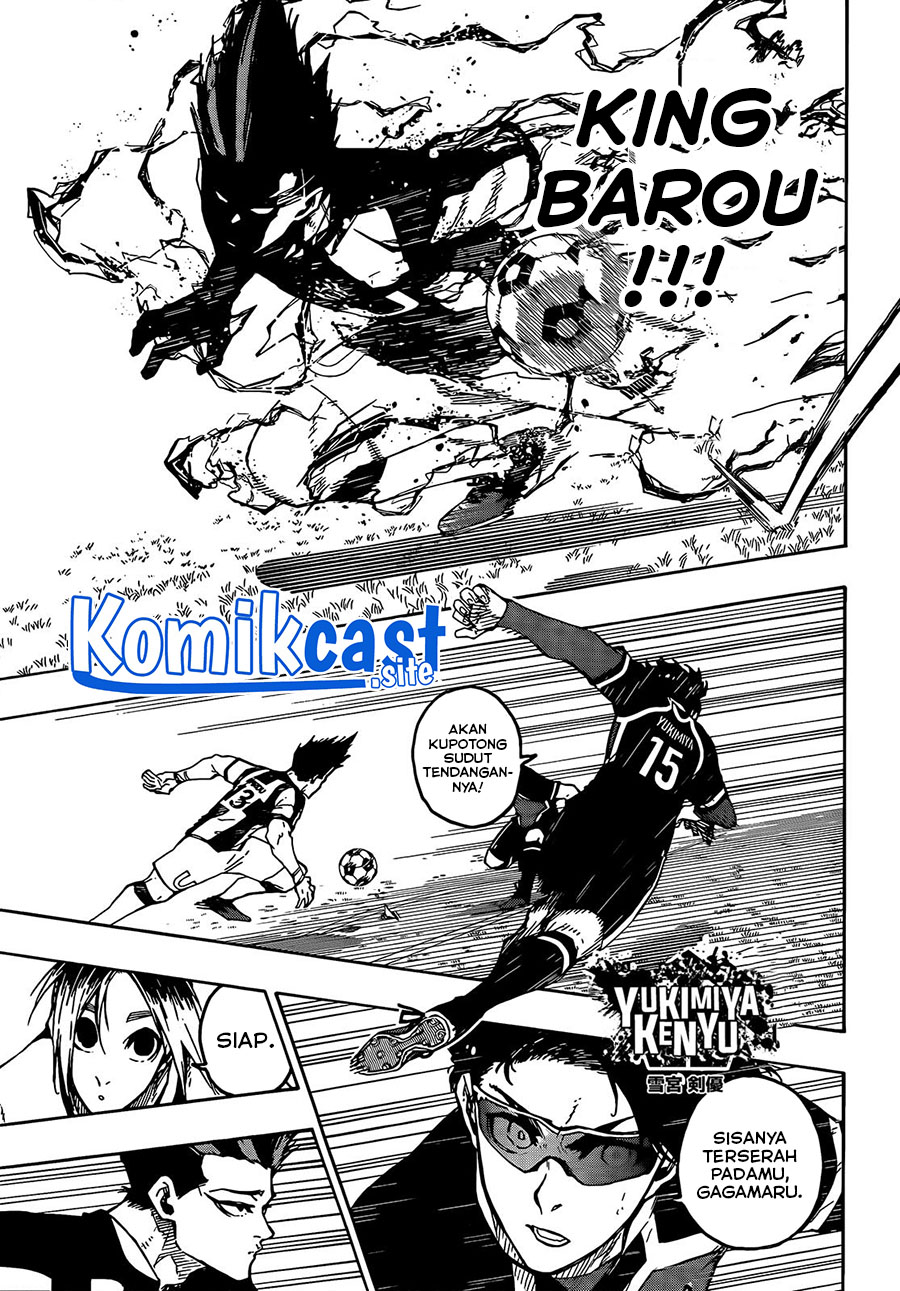 KING
BAROU
!!!
Komikcast
.site
YUKIMIYA
15
AKAN
KUPOTONG
SUDUT
TENDANGAN-
NYA!
13
YUKIMIYA
KENYU
雪宮 剣優
SISANYA
TERSERAH
PADAMU,
GAGAMARU.
SIAP.